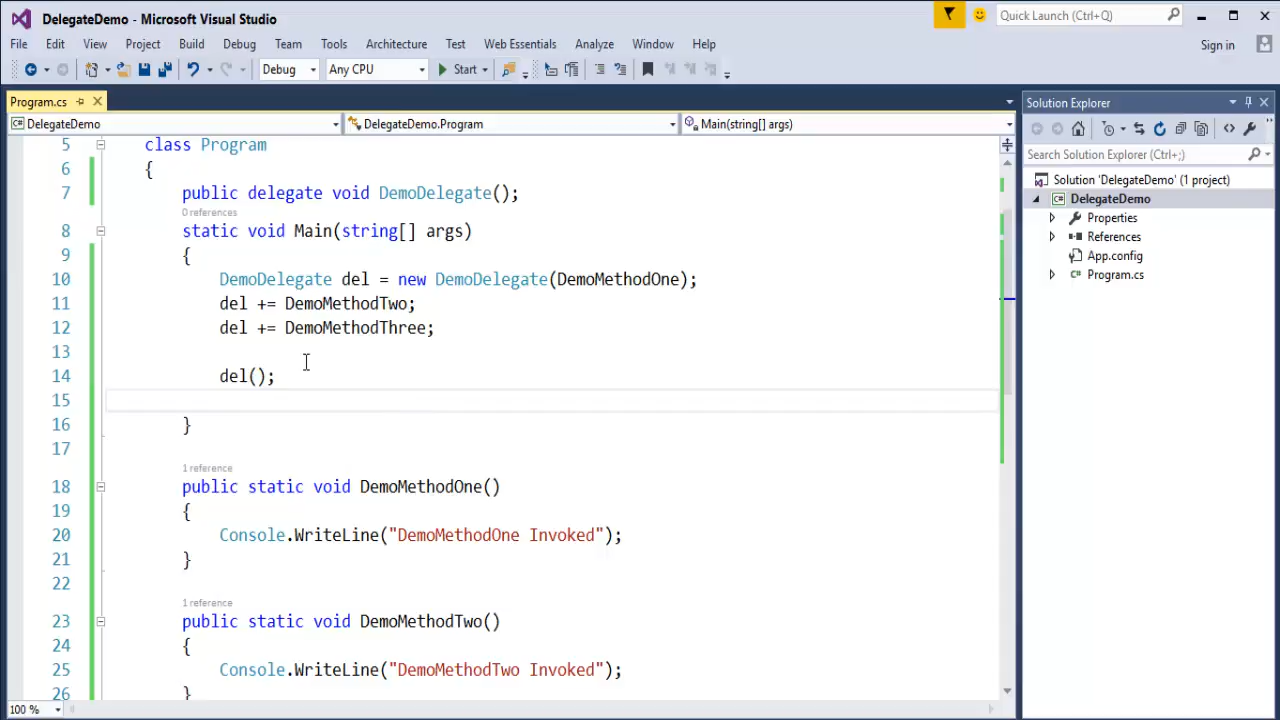 DelegateDemo - Microsoft Visual Studio
Quick Launch (Ctrl+Q)
File Edit View Project Build Debug Team Tools Architecture Test Web Essentials Analyze Window Help
Sign in
Debug Any CPU Start
Program.cs
DelegateDemo DelegateDemo.Program Main(string[] args)
5 class Program
6 {
7 public delegate void DemoDelegate();
0 references
8 static void Main(string[] args)
9 {
10 DemoDelegate del = new DemoDelegate(DemoMethodOne);
11 del += DemoMethodTwo;
12 del += DemoMethodThree;
13
14 del();
15
16 }
17
1 reference
18 public static void DemoMethodOne()
19 {
20 Console.WriteLine("DemoMethodOne Invoked");
21 }
22
1 reference
23 public static void DemoMethodTwo()
24 {
25 Console.WriteLine("DemoMethodTwo Invoked");
26 }
100 %
Solution Explorer
Search Solution Explorer (Ctrl+;)
Solution 'DelegateDemo' (1 project)
C# DelegateDemo
Properties
References
App.config
C# Program.cs